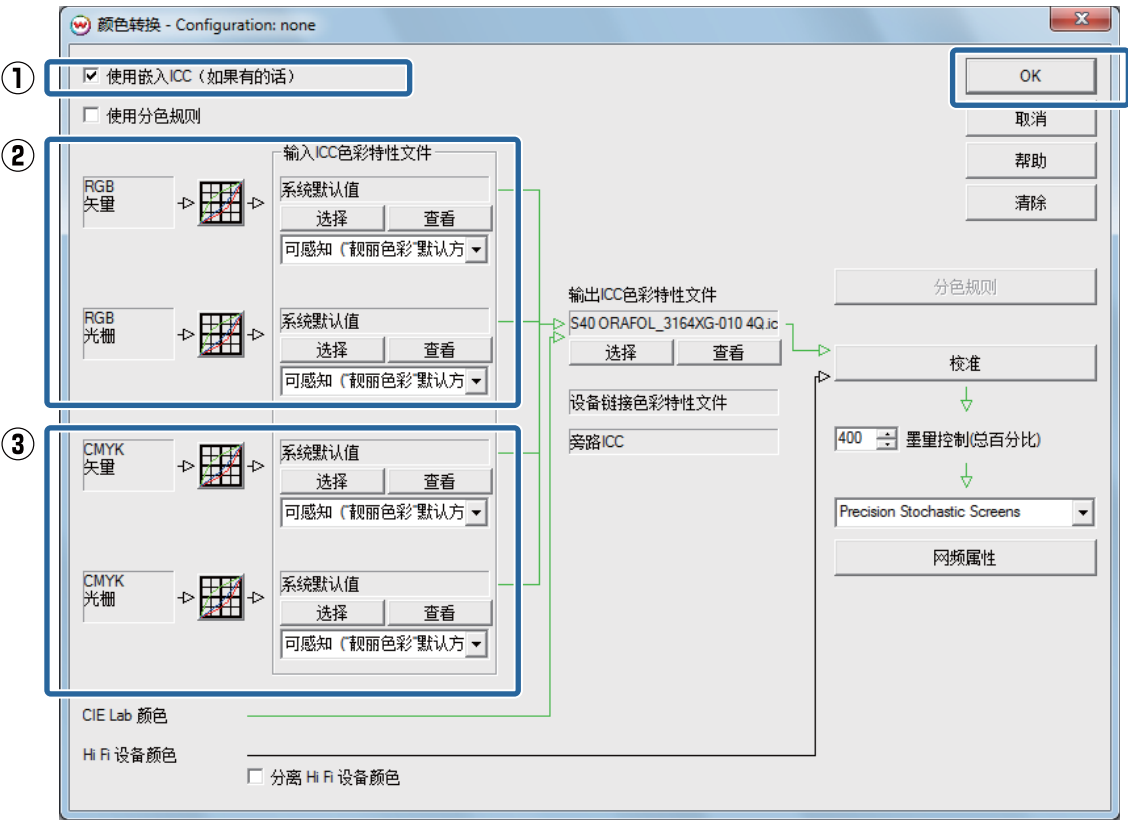 颜色转换 - Configuration: none
①
使用嵌入ICC（如果有的话）
OK
使用分色规则
取消
②
输入ICC色彩特性文件
帮助
RGB
矢里
系统默认值
清除
选择
查看
可感知（"靓丽色彩"默认方
分色规则
输出ICC色彩特性文件
RGB
光栅
系统默认值
S40 ORAFOL_3164XG-010 4Q.ic
选择
查看
选择
查看
校准
可感知（"靓丽色彩"默认方
设备链接色彩特性文件
③
CMYK
矢里
系统默认值
旁路ICC
400
墨里控制(总百分比)
选择
查看
可感知（"靓丽色彩"默认方
Precision Stochastic Screens
网频属性
CMYK
光栅
系统默认值
选择
查看
可感知（"靓丽色彩"默认方
CIE Lab 颜色
Hi Fi 设备颜色
分离 Hi Fi 设备颜色